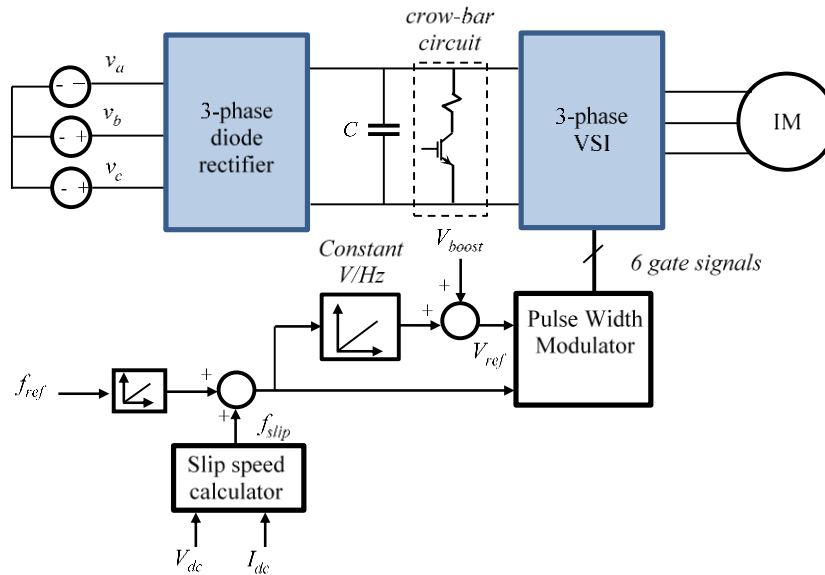 crow-bar
circuit
v_a
- −
v_b
- +
v_c
- +
3-phase
diode
rectifier
C
3-phase
VSI
IM
Constant
V/Hz
V_boost
6 gate signals
+
+
V_ref
Pulse Width
Modulator
f_ref
+
+
f_slip
Slip speed
calculator
V_dc
I_dc